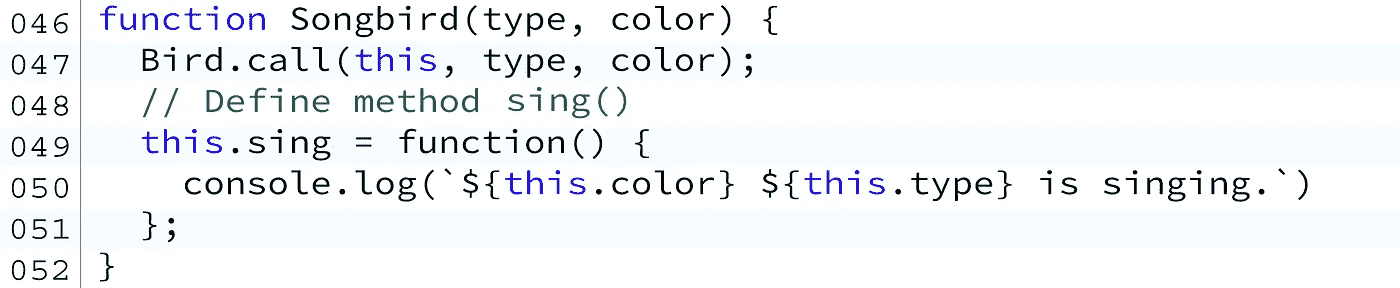 046 function Songbird(type, color) {
047   Bird.call(this, type, color);
048   // Define method sing()
049   this.sing = function() {
050     console.log(`${this.color} ${this.type} is singing.`)
051   };
052 }